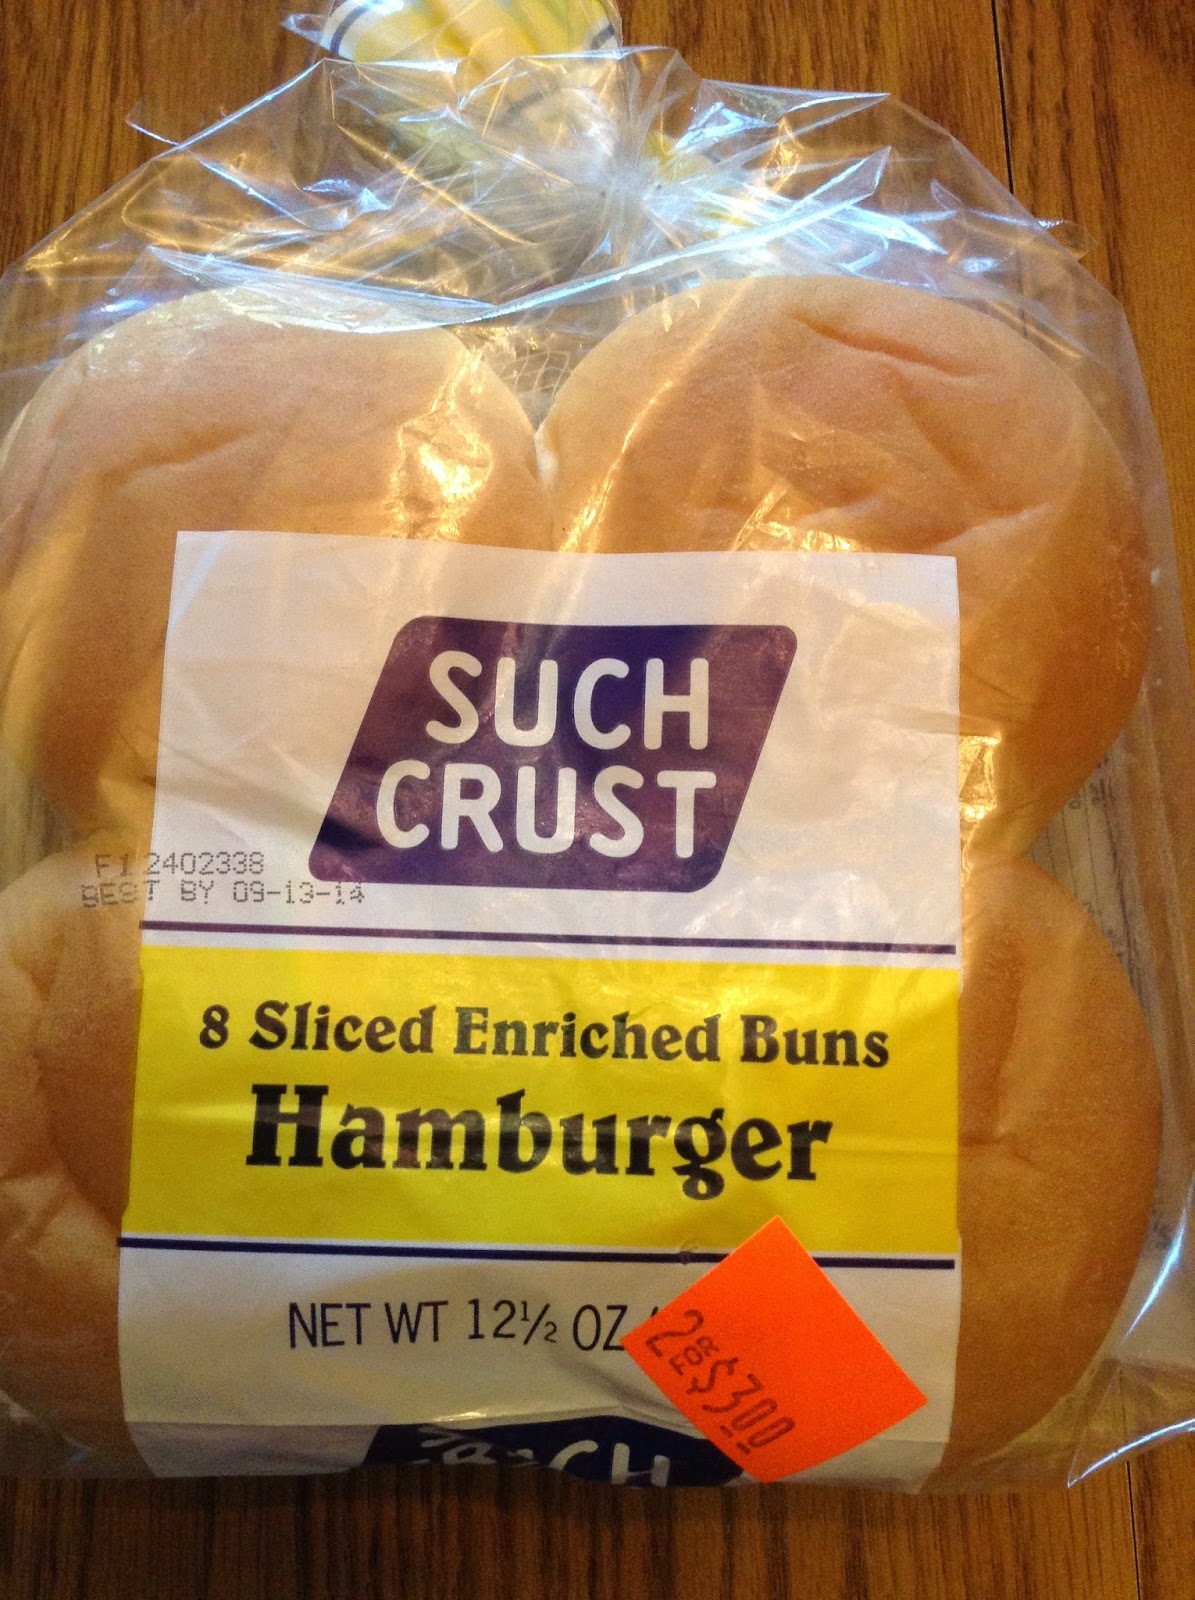 SUCH
CRUST
F1 2402338
BEST BY 09-13-14
8 Sliced Enriched Buns
Hamburger
NET WT 12½ OZ
2 FOR $3.00